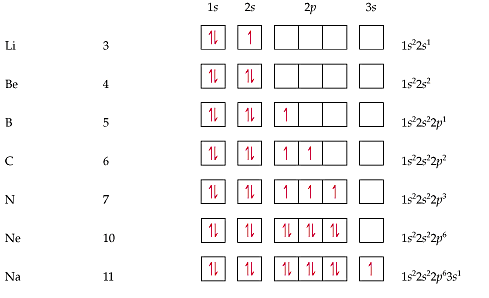 1s 2s 2p 3s
Li 3 1s²2s¹
Be 4 1s²2s²
B 5 1s²2s²2p¹
C 6 1s²2s²2p²
N 7 1s²2s²2p³
Ne 10 1s²2s²2p⁶
Na 11 1s²2s²2p⁶3s¹